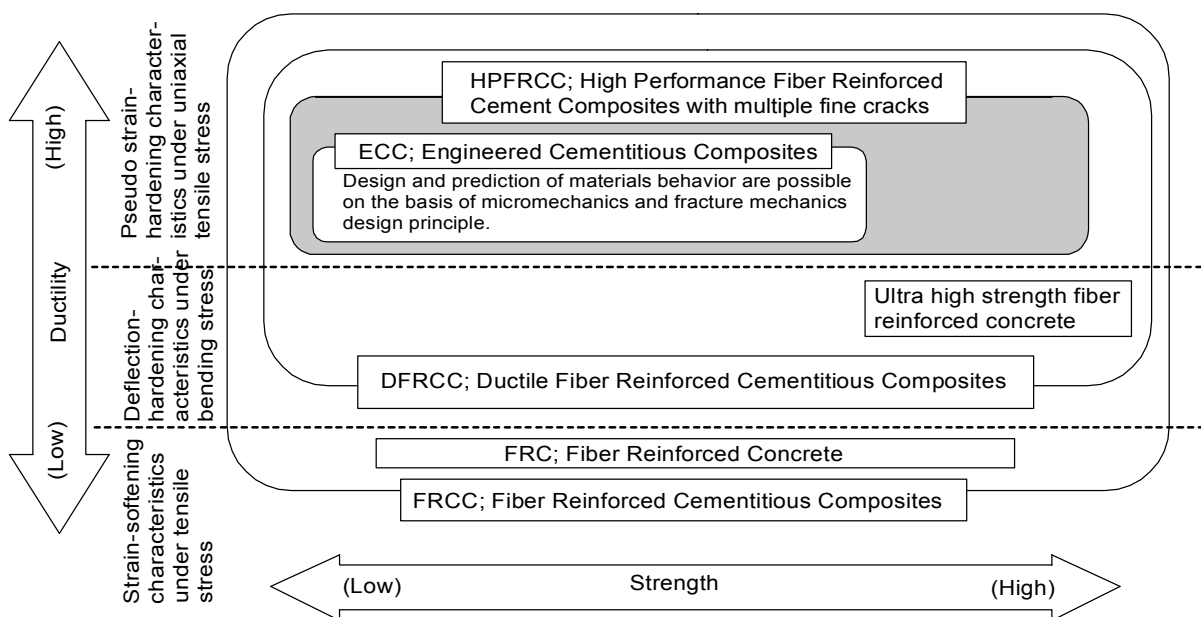 (High)
Ductility
(Low)
Pseudo strain-
hardening character-
istics under uniaxial
tensile stress
Deflection-
hardening char-
acteristics under
bending stress
Strain-softening
characteristics
under tensile
stress
HPFRCC; High Performance Fiber Reinforced
Cement Composites with multiple fine cracks
ECC; Engineered Cementitious Composites
Design and prediction of materials behavior are possible
on the basis of micromechanics and fracture mechanics
design principle.
Ultra high strength fiber
reinforced concrete
DFRCC; Ductile Fiber Reinforced Cementitious Composites
FRC; Fiber Reinforced Concrete
FRCC; Fiber Reinforced Cementitious Composites
(Low) Strength (High)